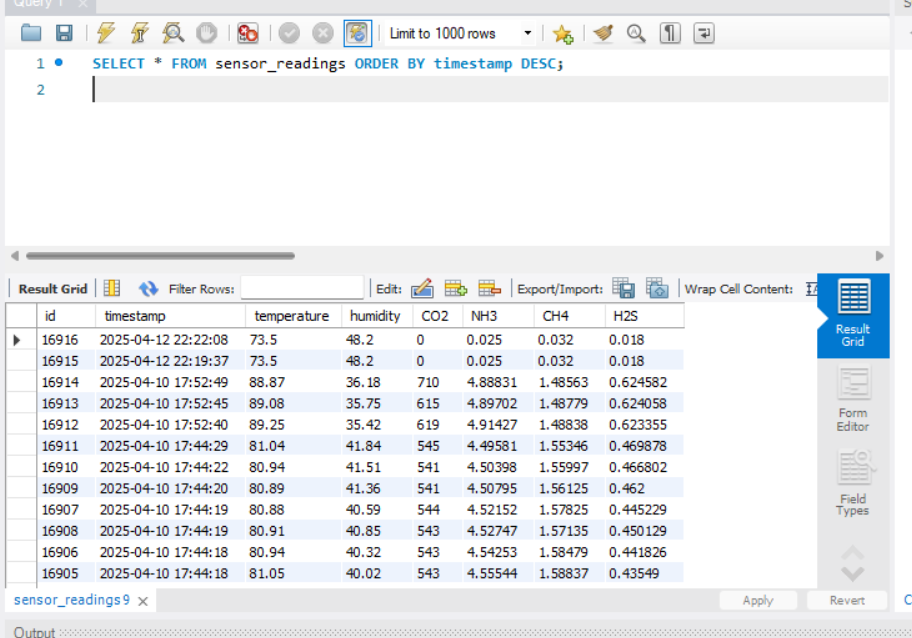 Query 1
Limit to 1000 rows
1 SELECT * FROM sensor_readings ORDER BY timestamp DESC;
2
Result Grid Filter Rows: Edit: Export/Import: Wrap Cell Content:
id timestamp temperature humidity CO2 NH3 CH4 H2S
16916 2025-04-12 22:22:08 73.5 48.2 0 0.025 0.032 0.018
16915 2025-04-12 22:19:37 73.5 48.2 0 0.025 0.032 0.018
16914 2025-04-10 17:52:49 88.87 36.18 710 4.88831 1.48563 0.624582
16913 2025-04-10 17:52:45 89.08 35.75 615 4.89702 1.48779 0.624058
16912 2025-04-10 17:52:40 89.25 35.42 619 4.91427 1.48838 0.623355
16911 2025-04-10 17:44:29 81.04 41.84 545 4.49581 1.55346 0.469878
16910 2025-04-10 17:44:22 80.94 41.51 541 4.50398 1.55997 0.466802
16909 2025-04-10 17:44:20 80.89 41.36 541 4.50795 1.56125 0.462
16907 2025-04-10 17:44:19 80.88 40.59 544 4.52152 1.57825 0.445229
16908 2025-04-10 17:44:19 80.91 40.85 543 4.52747 1.57135 0.450129
16906 2025-04-10 17:44:18 80.94 40.32 543 4.54253 1.58479 0.441826
16905 2025-04-10 17:44:18 81.05 40.02 543 4.55544 1.58837 0.43549
Result
Grid
Form
Editor
Field
Types
sensor_readings 9 Apply Revert
Output